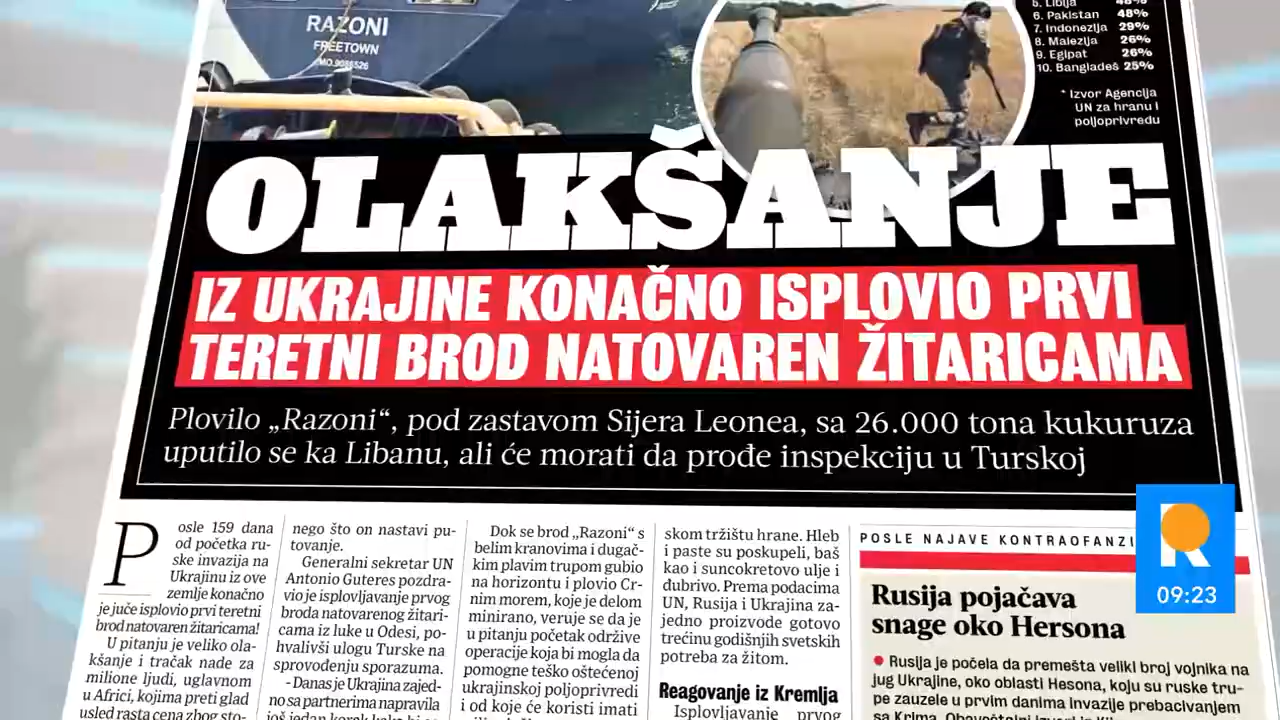 RAZONI
FREETOWN
5. Libija 48%
6. Pakistan 48%
7. Indonezija 29%
8. Malezija 26%
9. Egipat 26%
10. Bangladeš 25%
* Izvor Agencija
UN za hranu i
poljoprivredu
OLAKŠANJE
IZ UKRAJINE KONAČNO ISPLOVIO PRVI
TERETNI BROD NATOVAREN ŽITARICAMA
Plovilo „Razoni“, pod zastavom Sijera Leonea, sa 26.000 tona kukuruza
uputilo se ka Libanu, ali će morati da prođe inspekciju u Turskoj
Posle 159 dana
od početka ru-
ske invazija na
Ukrajinu iz ove
zemlje konačno
je juče isplovio prvi teretni
brod natovaren žitaricama!
U pitanju je veliko ola-
kšanje i tračak nade za
milione ljudi, uglavnom
u Africi, kojima preti glad
usled rasta cena zbog sto-
nego što on nastavi pu-
tovanje.
Generalni sekretar UN
Antonio Guteres pozdra-
vio je isplovljavanje prvog
broda natovarenog žitari-
cama iz luke u Odesi, po-
hvalivši ulogu Turske na
sprovođenju sporazuma.
- Danas je Ukrajina zajed-
no sa partnerima napravila
još jedan korak kako bi
Dok se brod „Razoni“ s
belim kranovima i dugač-
kim plavim trupom gubio
na horizontu i plovio Cr-
nim morem, koje je delom
minirano, veruje se da je
u pitanju početak održive
operacije koja bi mogla da
pomogne teško oštećenoj
ukrajinskoj poljoprivredi
i od koje će koristi imati
skom tržištu hrane. Hleb
i paste su poskupeli, baš
kao i suncokretovo ulje i
dubrivo. Prema podacima
UN, Rusija i Ukrajina za-
jedno proizvode gotovo
trećinu godišnjih svetskih
potreba za žitom.
Reagovanje iz Kremlja
Isplovljavanje prvog
POSLE NAJAVE KONTRAOFANZI
Rusija pojačava
snage oko Hersona
Rusija je počela da premešta veliki broj vojnika na
jug Ukrajine, oko oblasti Hesona, koju su ruske tru-
pe zauzele u prvim danima invazije prebacivanjem
sa Krima.
R
09:23